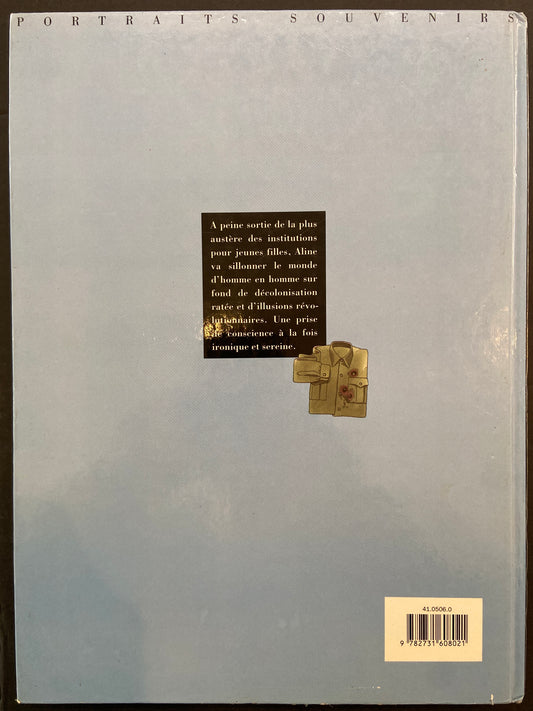 PORTRAITS SOUVENIRS
A peine sortie de la plus
austère des institutions
pour jeunes filles, Aline
va sillonner le monde
d'homme en homme sur
fond de décolonisation
ratée et d'illusions révo-
lutionnaires. Une prise
de conscience à la fois
ironique et sereine.
41.0506.0
9 782731 608021